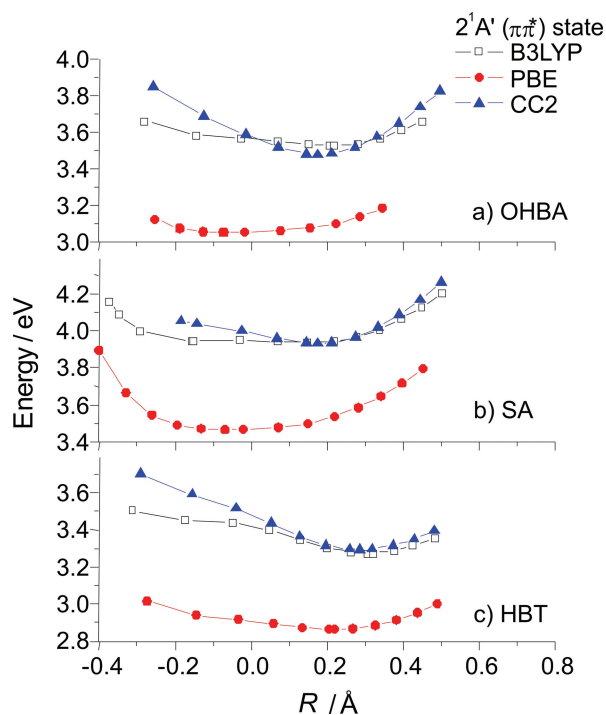 2¹A' (ππ*) state
B3LYP
PBE
CC2
4.0
3.8
3.6
3.4
3.2
3.0
a) OHBA
4.2
4.0
3.8
3.6
3.4
b) SA
3.6
3.4
3.2
3.0
2.8
c) HBT
Energy / eV
-0.4 -0.2 0.0 0.2 0.4 0.6 0.8
R / Å